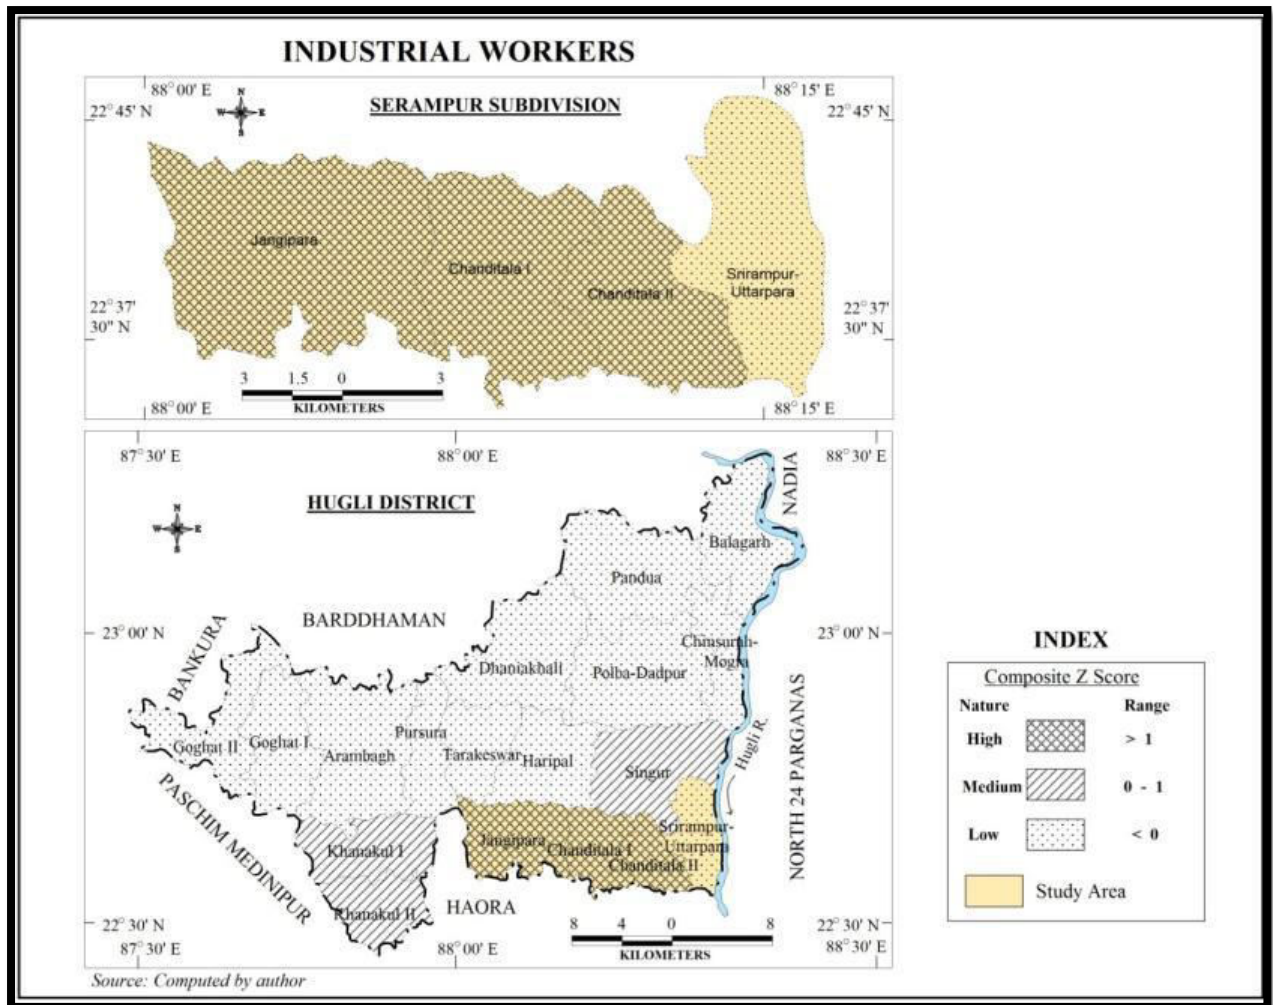 INDUSTRIAL WORKERS
88° 00' E
N
W E
S
SERAMPUR SUBDIVISION
88° 15' E
22° 45' N
22° 45' N
Jangipara
Chanditala I
Chanditala II
Srirampur-
Uttarpara
22° 37'
30" N
22° 37'
30" N
3 1.5 0 3
KILOMETERS
88° 00' E
88° 15' E
87° 30' E
88° 00' E
88° 30' E
HUGLI DISTRICT
N
W E
S
NADIA
Balagarh
Pandua
BARDDHAMAN
BANKURA
23° 00' N
23° 00' N
Chinsurah-
Mogra
Dhaniakhali
Polba-Dadpur
Goghat II
Goghat I
Arambagh
Pursura
Tarakeswar
Haripal
Singur
Hugli R.
NORTH 24 PARGANAS
PASCHIM MEDINIPUR
Khanakul I
Khanakul II
Jangipara
Chanditala I
Chanditala II
Srirampur-
Uttarpara
HAORA
22° 30' N
87° 30' E
88° 00' E
22° 30' N
88° 30' E
8 4 0 8
KILOMETERS
Source: Computed by author
INDEX
Composite Z Score
Nature Range
High > 1
Medium 0 - 1
Low < 0
Study Area